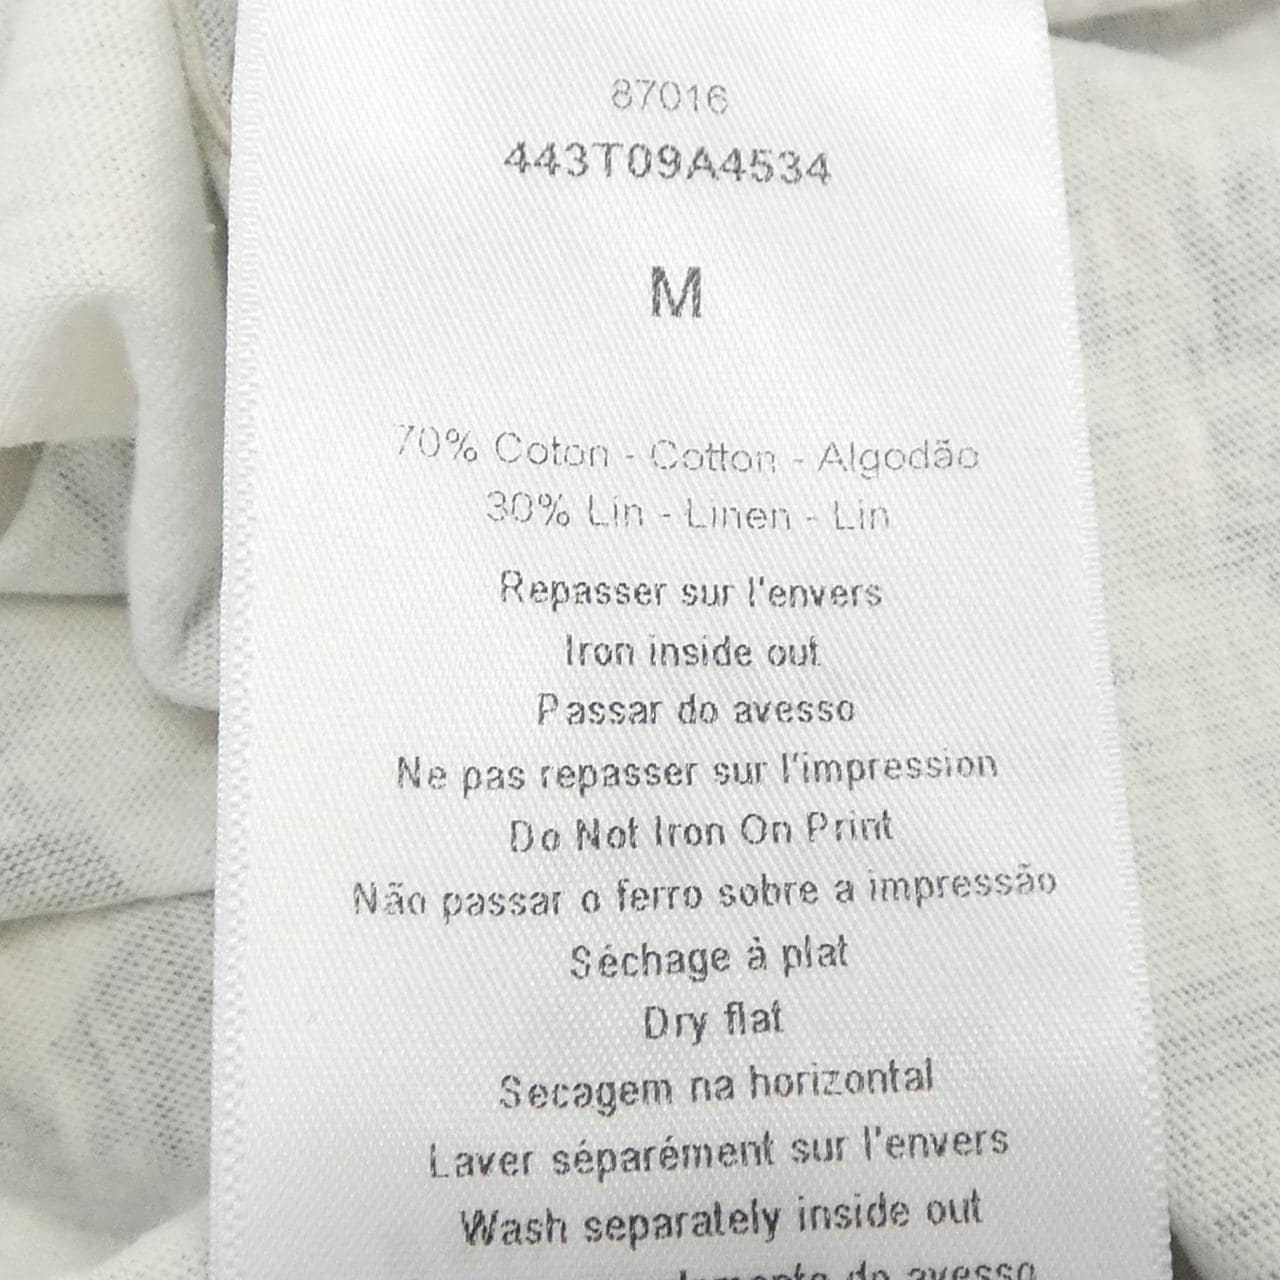 87016
443T09A4534
M
70% Coton - Cotton - Algodão
30% Lin - Linen - Lin
Repasser sur l'envers
Iron inside out
Passar do avesso
Ne pas repasser sur l'impression
Do Not Iron On Print
Não passar o ferro sobre a impressão
Séchage à plat
Dry flat
Secagem na horizontal
Laver séparément sur l'envers
Wash separately inside out
do avesso